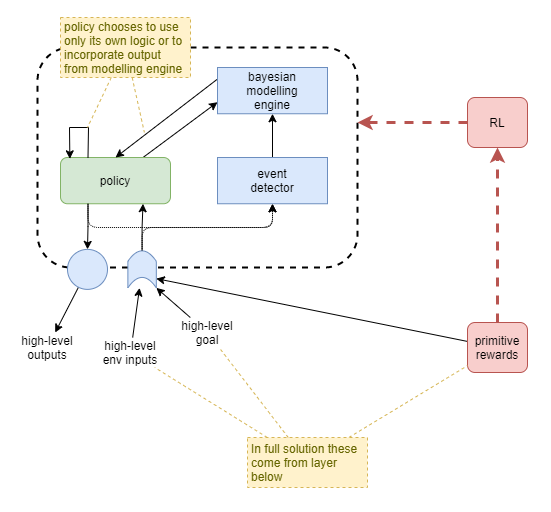 policy chooses to use
only its own logic or to
incorporate output
from modelling engine
bayesian
modelling
engine
RL
policy
event
detector
high-level
outputs
high-level
env inputs
high-level
goal
primitive
rewards
In full solution these
come from layer
below